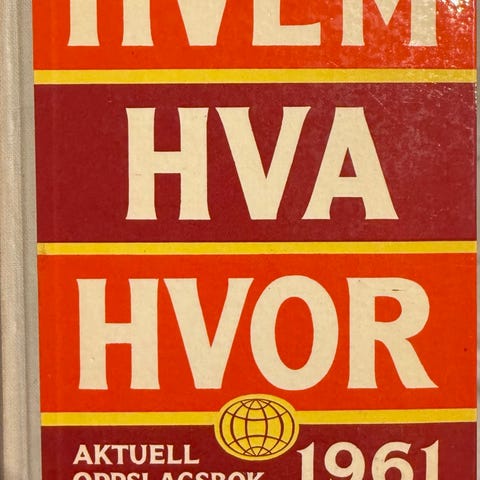 HVEM
HVA
HVOR
AKTUELL
OPPSLAGSBOK
1961